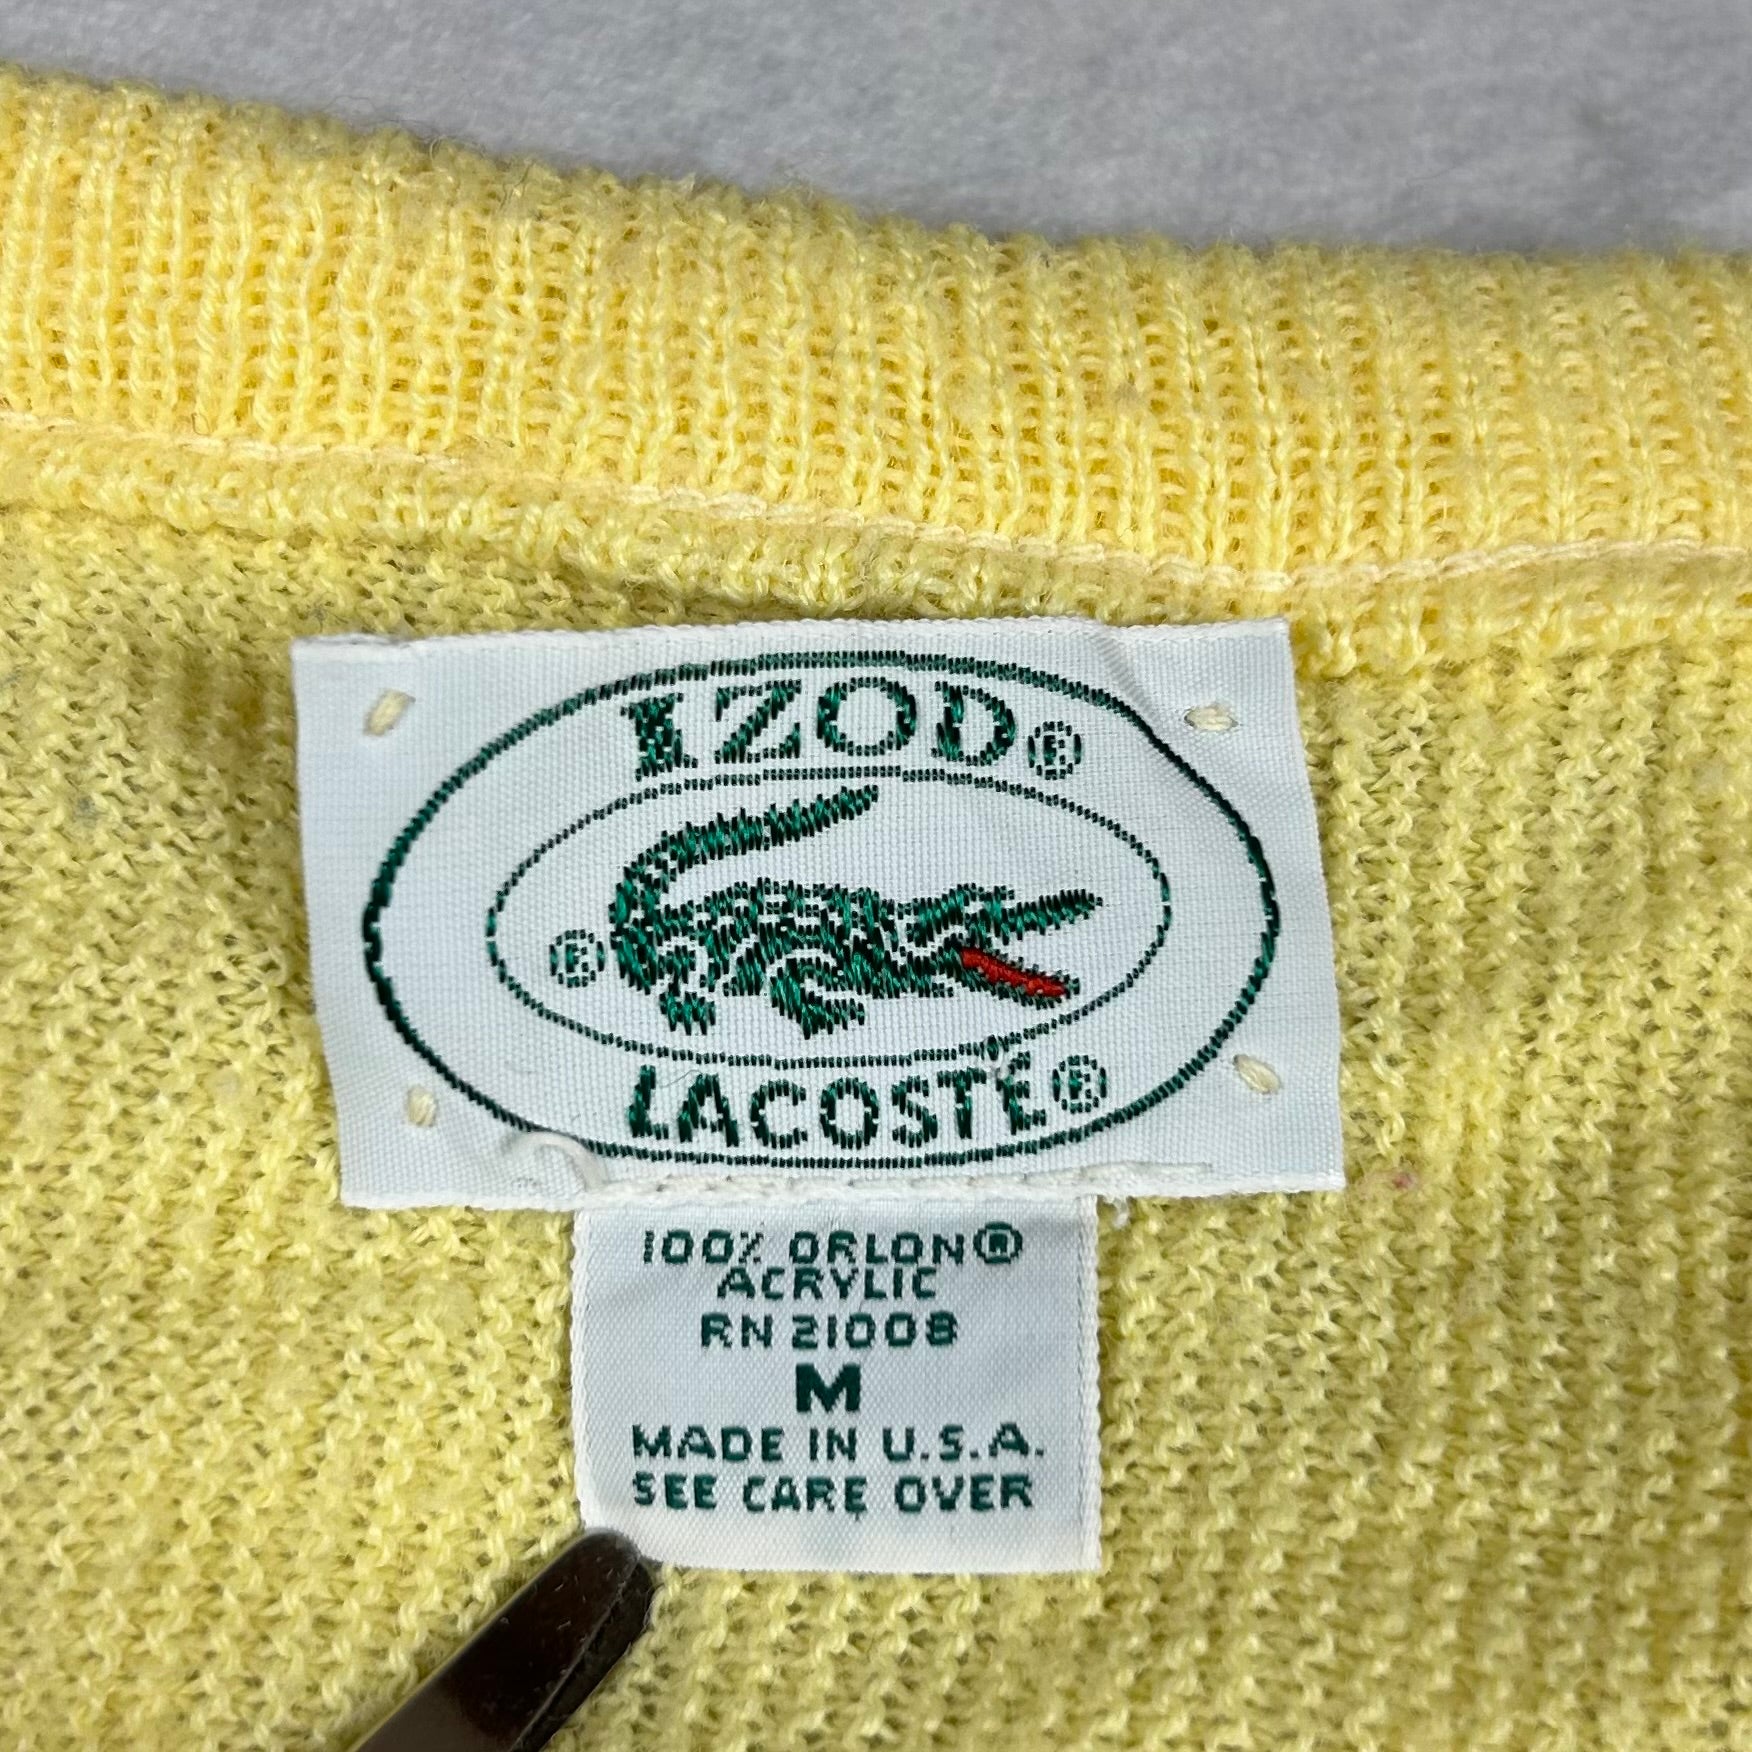 IZOD®
®
LACOSTE®
100% ORLON®
ACRYLIC
RN 21008
M
MADE IN U.S.A.
SEE CARE OVER